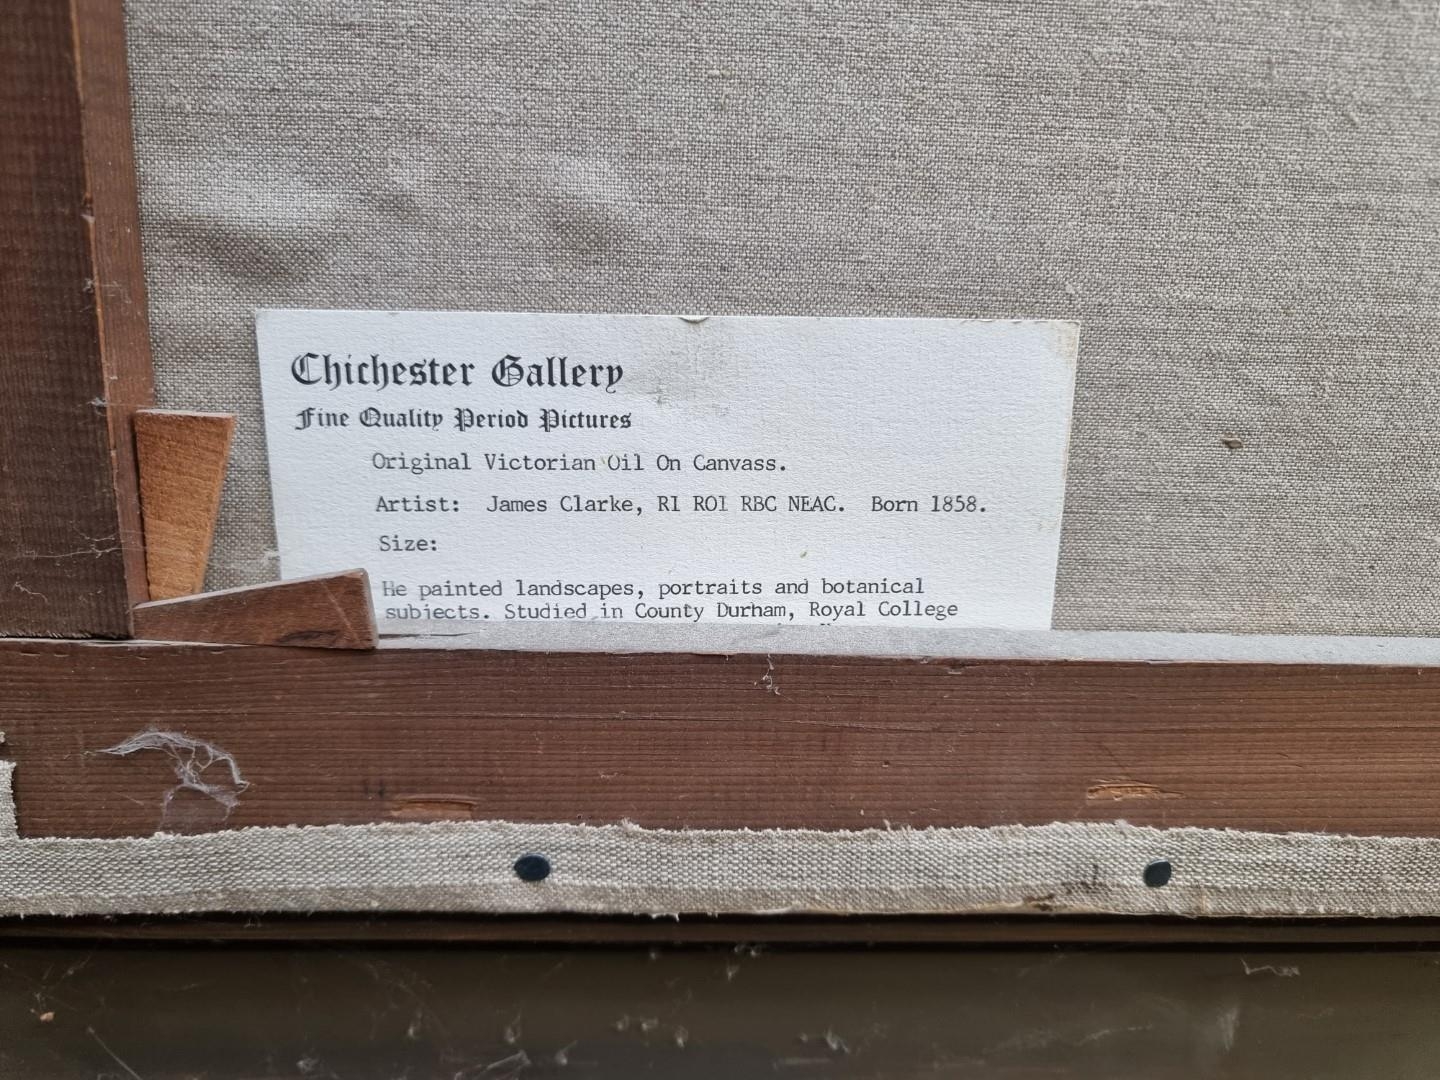 Chichester Gallery
Fine Quality Period Pictures
Original Victorian Oil On Canvass.
Artist: James Clarke, R1 ROI RBC NEAC. Born 1858.
Size:
He painted landscapes, portraits and botanical
subjects. Studied in County Durham, Royal College